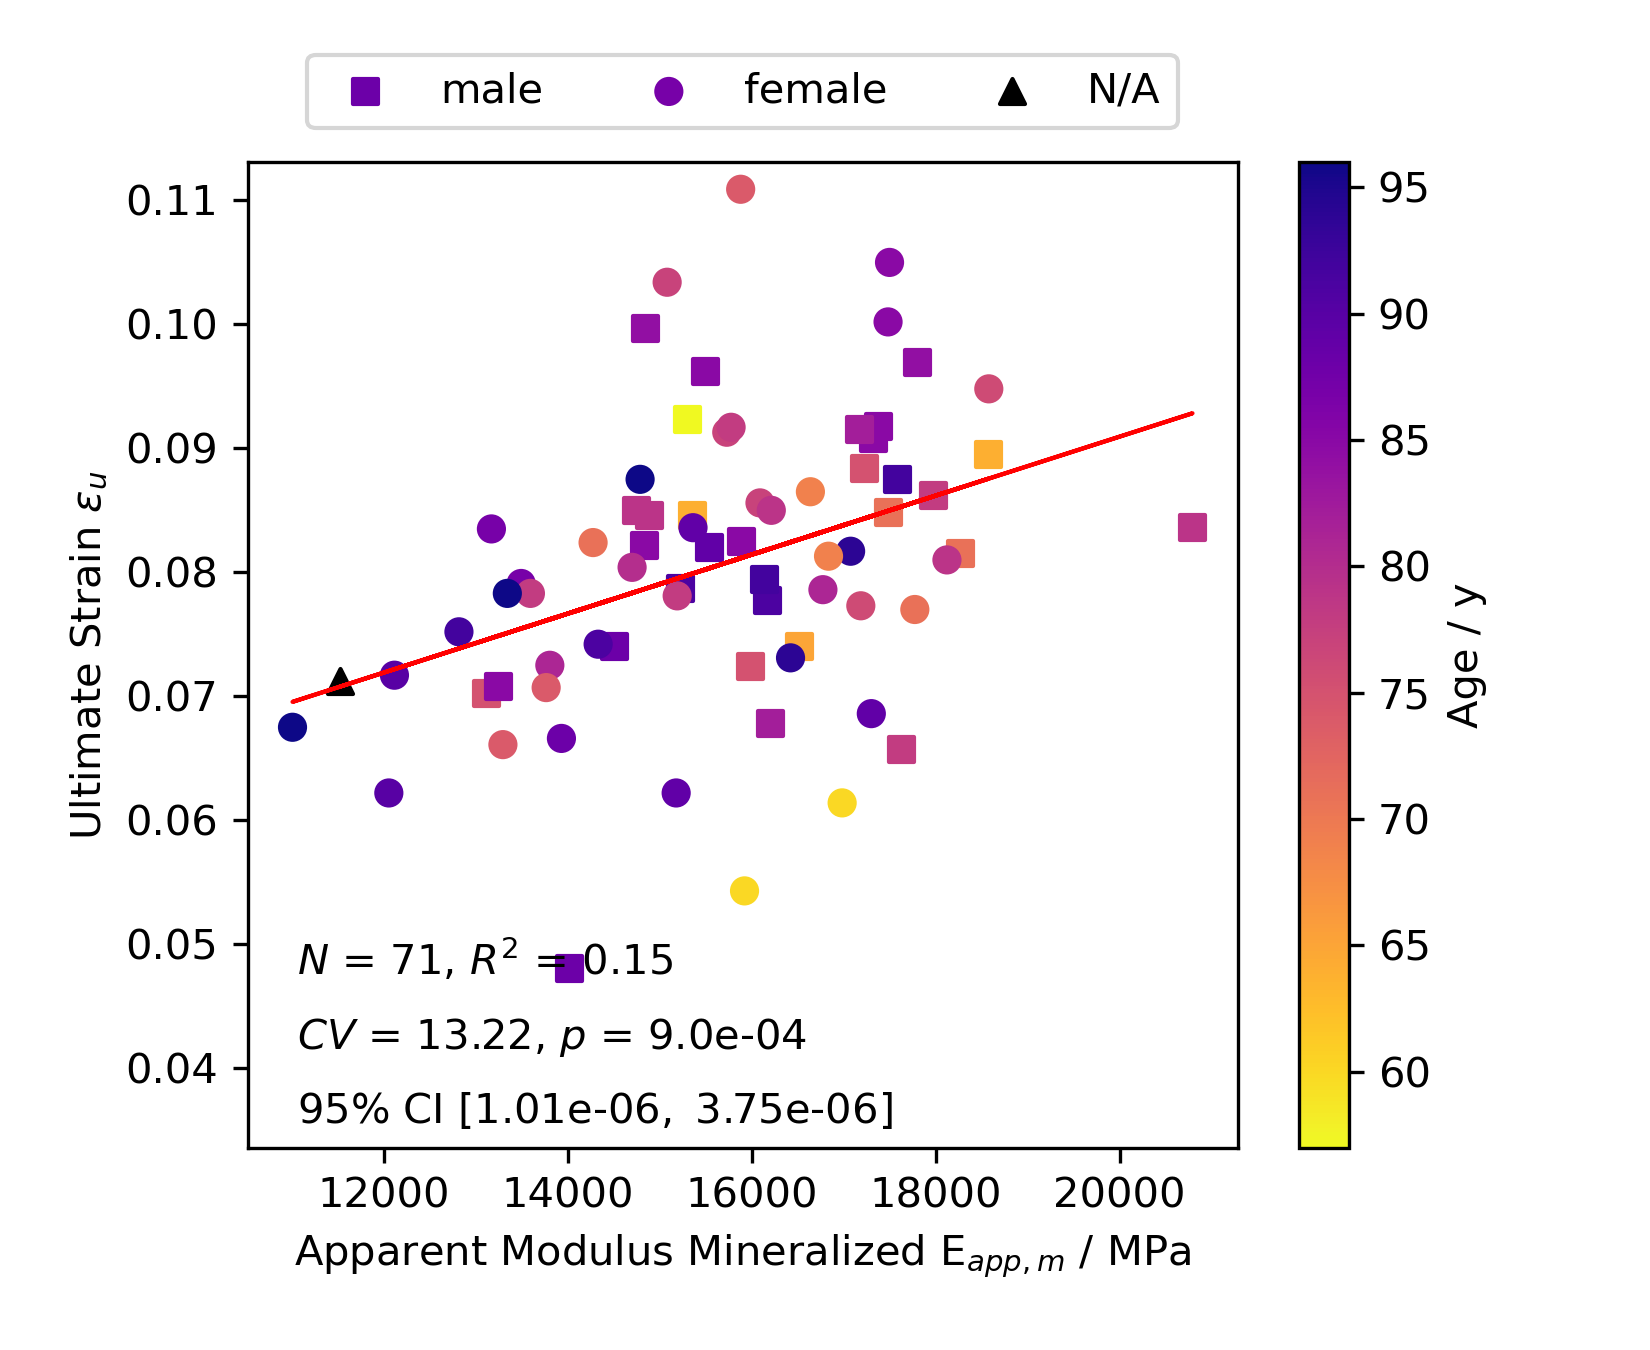 male female N/A
0.11
0.10
0.09
0.08
0.07
0.06
0.05
0.04
Ultimate Strain εu
N = 71, R² = 0.15
CV = 13.22, p = 9.0e-04
95% CI [1.01e-06, 3.75e-06]
12000 14000 16000 18000 20000
Apparent Modulus Mineralized Eapp,m / MPa
95
90
85
80
75
70
65
60
Age / y